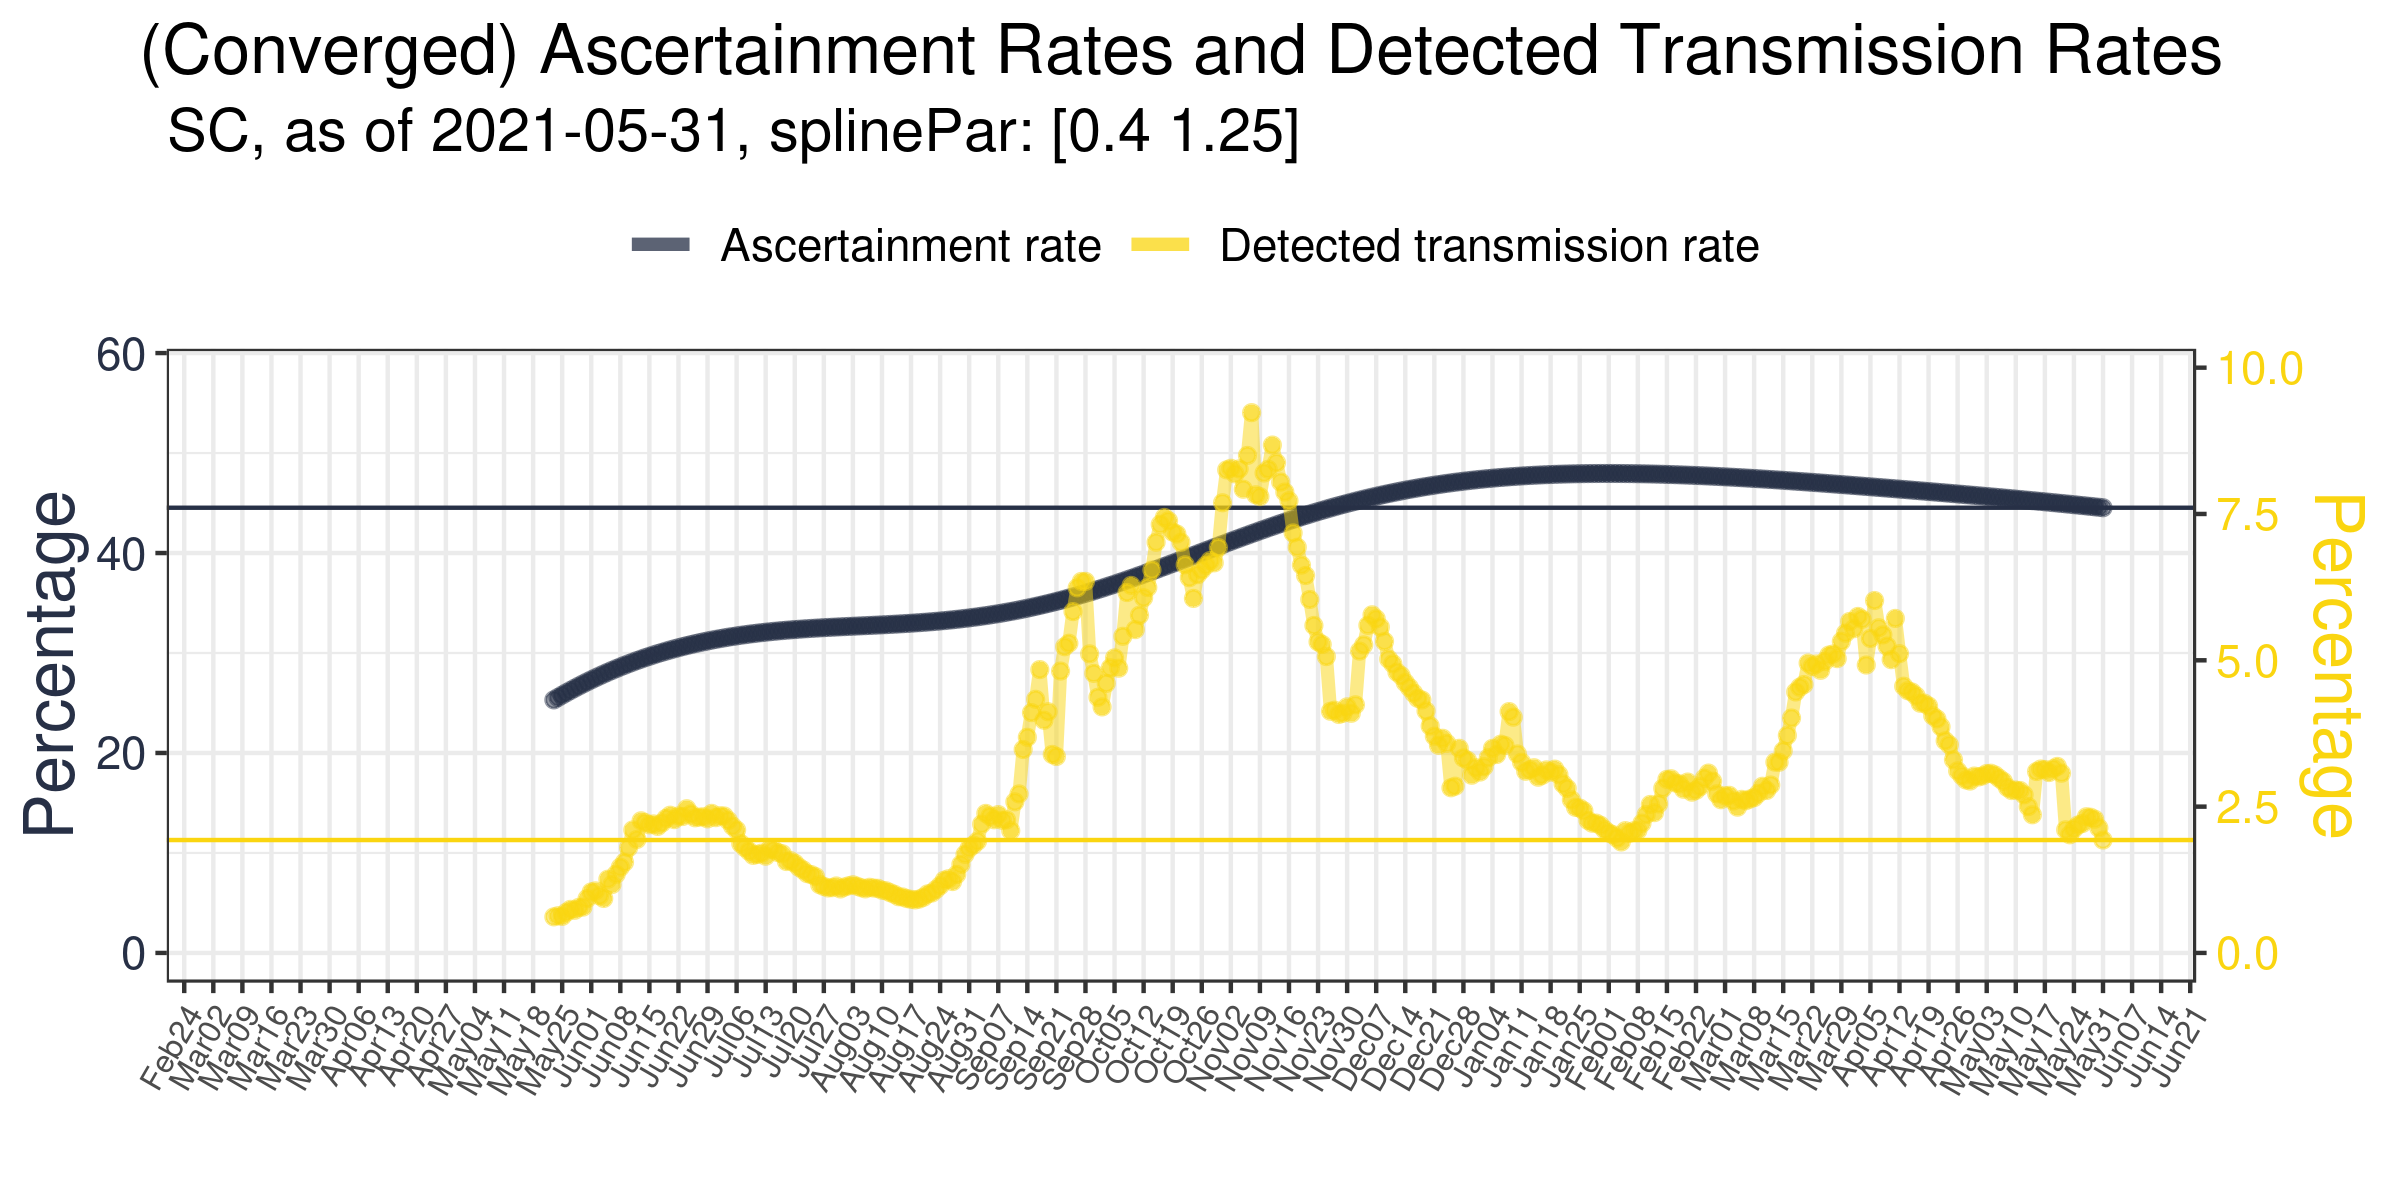 (Converged) Ascertainment Rates and Detected Transmission Rates
SC, as of 2021-05-31, splinePar: [0.4 1.25]
Ascertainment rate
Detected transmission rate
Percentage
60
40
20
0
10.0
7.5
5.0
2.5
0.0
Percentage
Feb24
Mar02
Mar09
Mar16
Mar23
Mar30
Apr06
Apr13
Apr20
Apr27
May04
May11
May18
May25
Jun01
Jun08
Jun15
Jun22
Jun29
Jul06
Jul13
Jul20
Jul27
Aug03
Aug10
Aug17
Aug24
Aug31
Sep07
Sep14
Sep21
Sep28
Oct05
Oct12
Oct19
Oct26
Nov02
Nov09
Nov16
Nov23
Nov30
Dec07
Dec14
Dec21
Dec28
Jan04
Jan11
Jan18
Jan25
Feb01
Feb08
Feb15
Feb22
Mar01
Mar08
Mar15
Mar22
Mar29
Apr05
Apr12
Apr19
Apr26
May03
May10
May17
May24
May31
Jun07
Jun14
Jun21